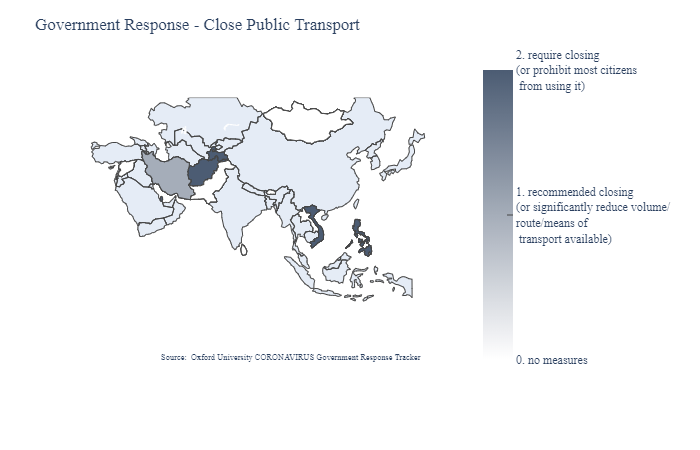 Government Response - Close Public Transport
2. require closing
(or prohibit most citizens
from using it)
1. recommended closing
(or significantly reduce volume/
route/means of
transport available)
0. no measures
Source: Oxford University CORONAVIRUS Government Response Tracker